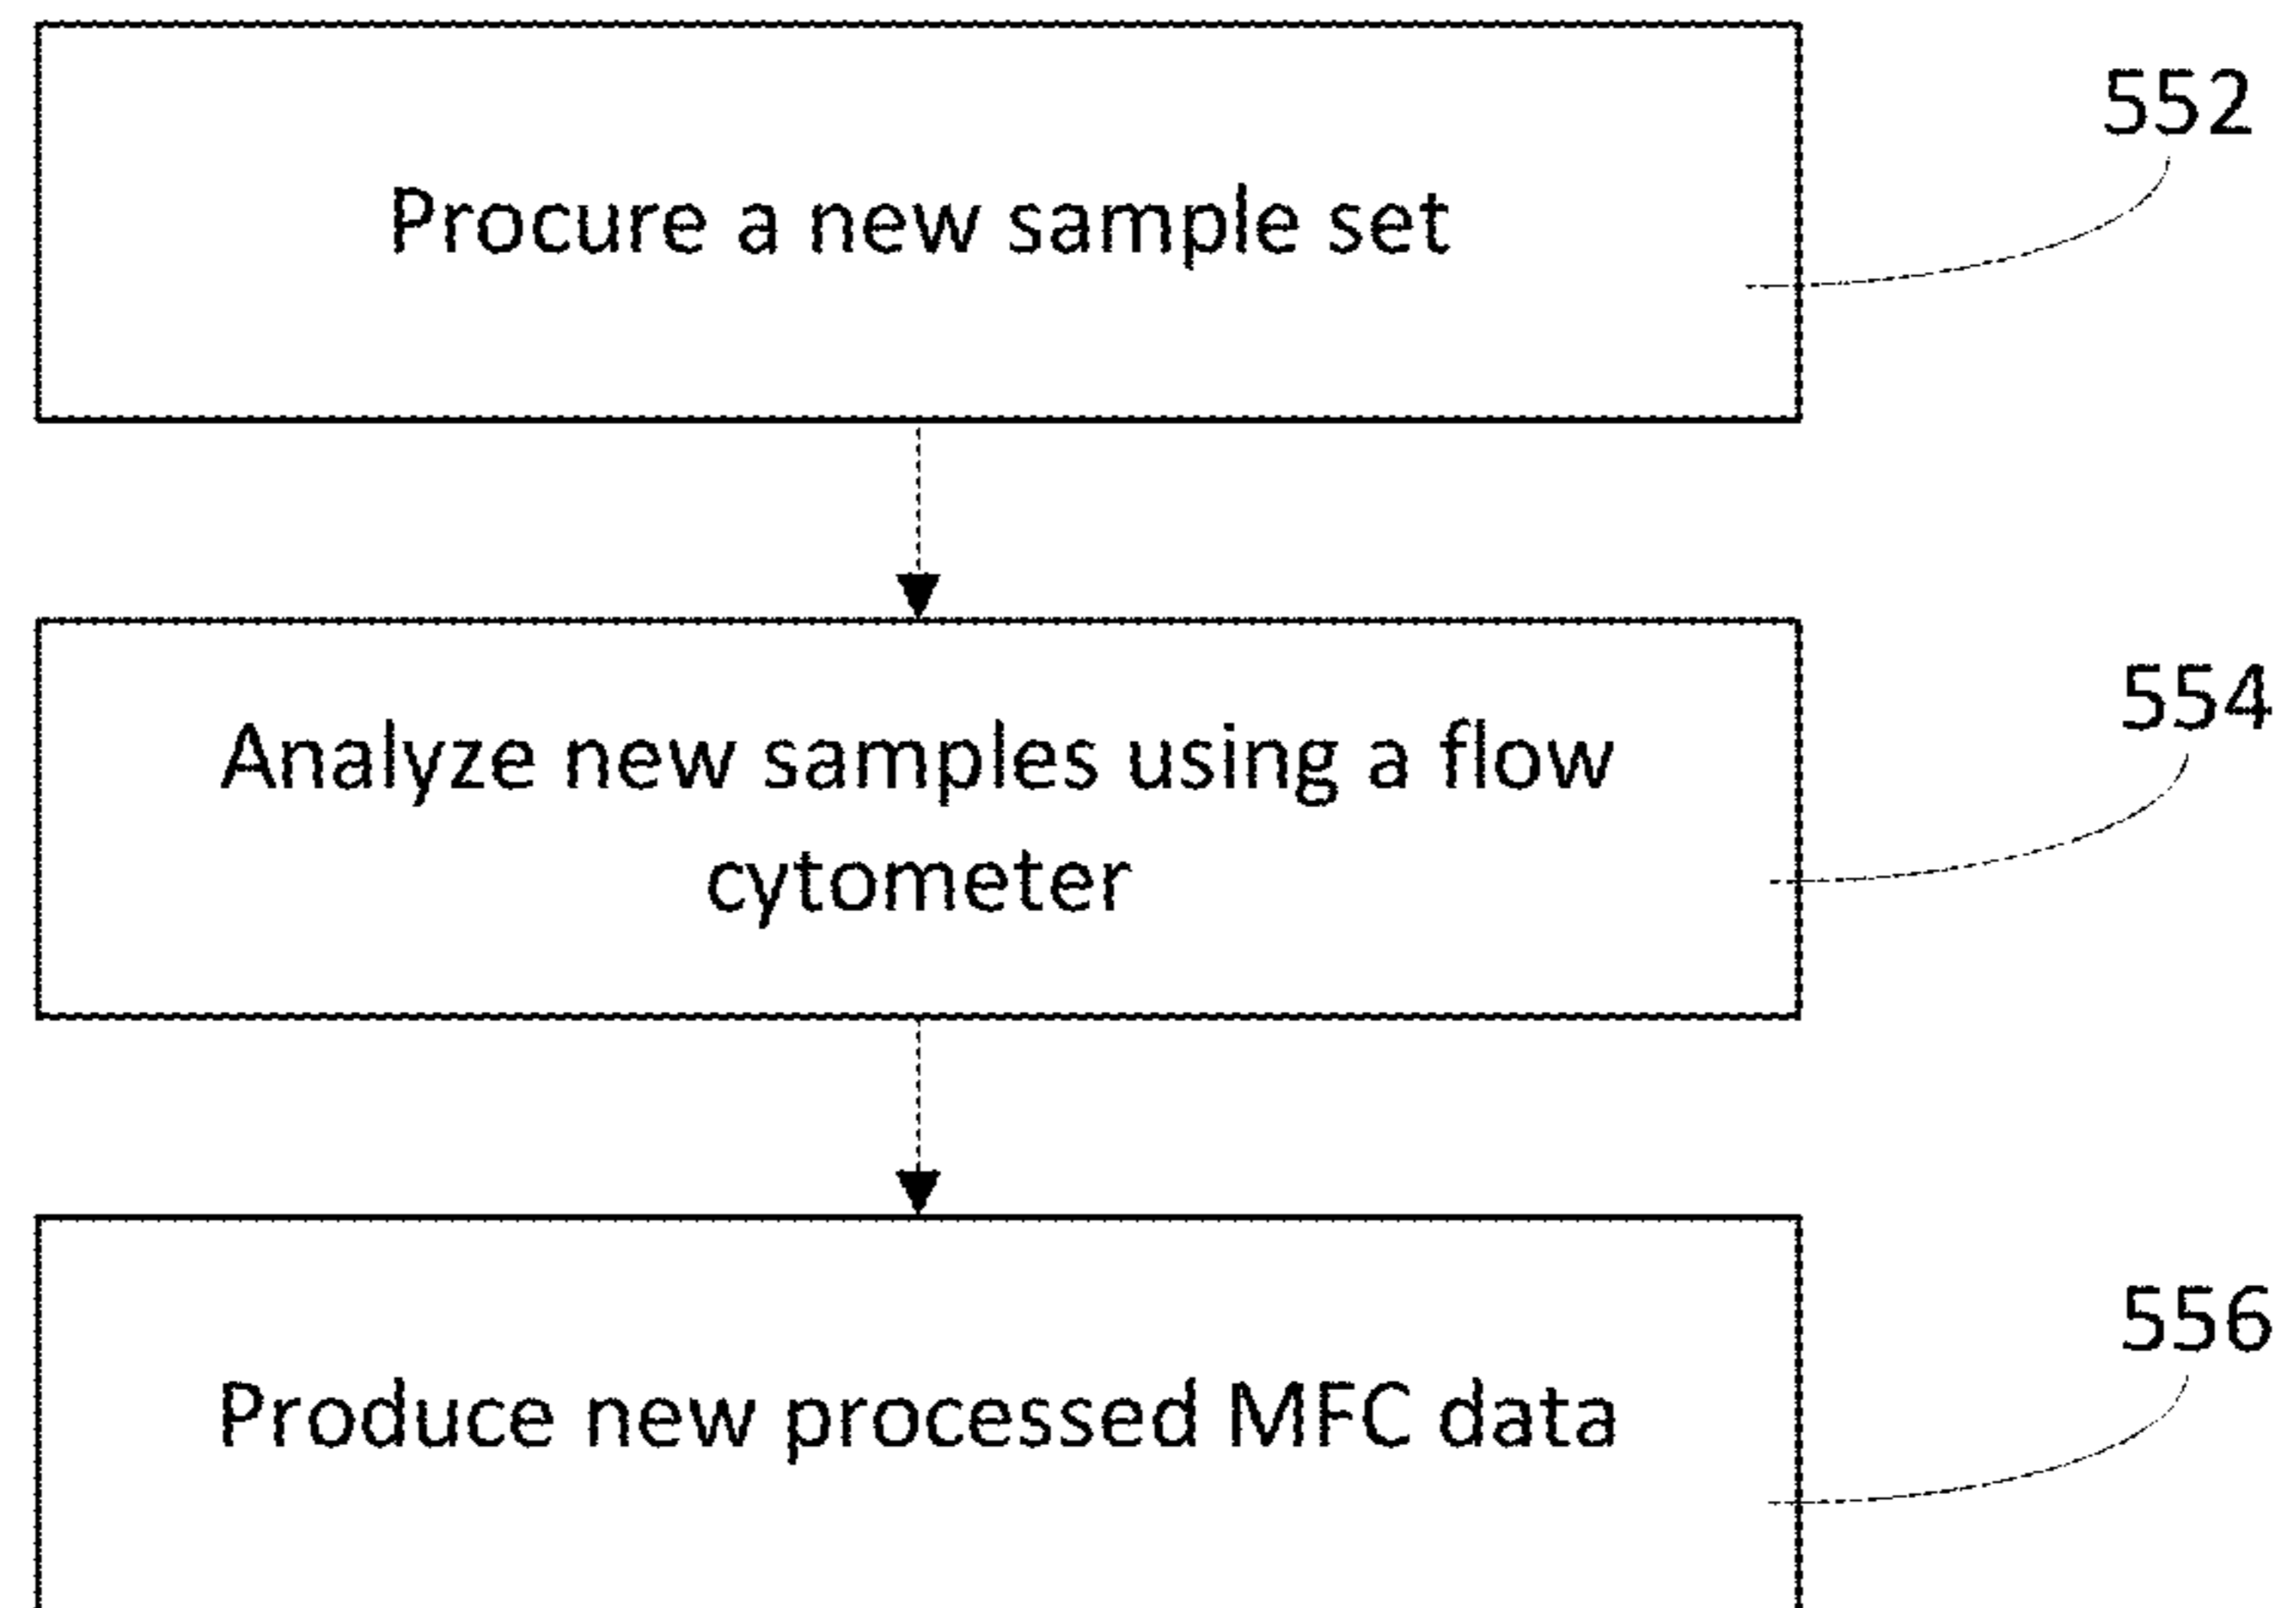 Procure a new sample set
552
Analyze new samples using a flow
cytometer
554
Produce new processed MFC data
556